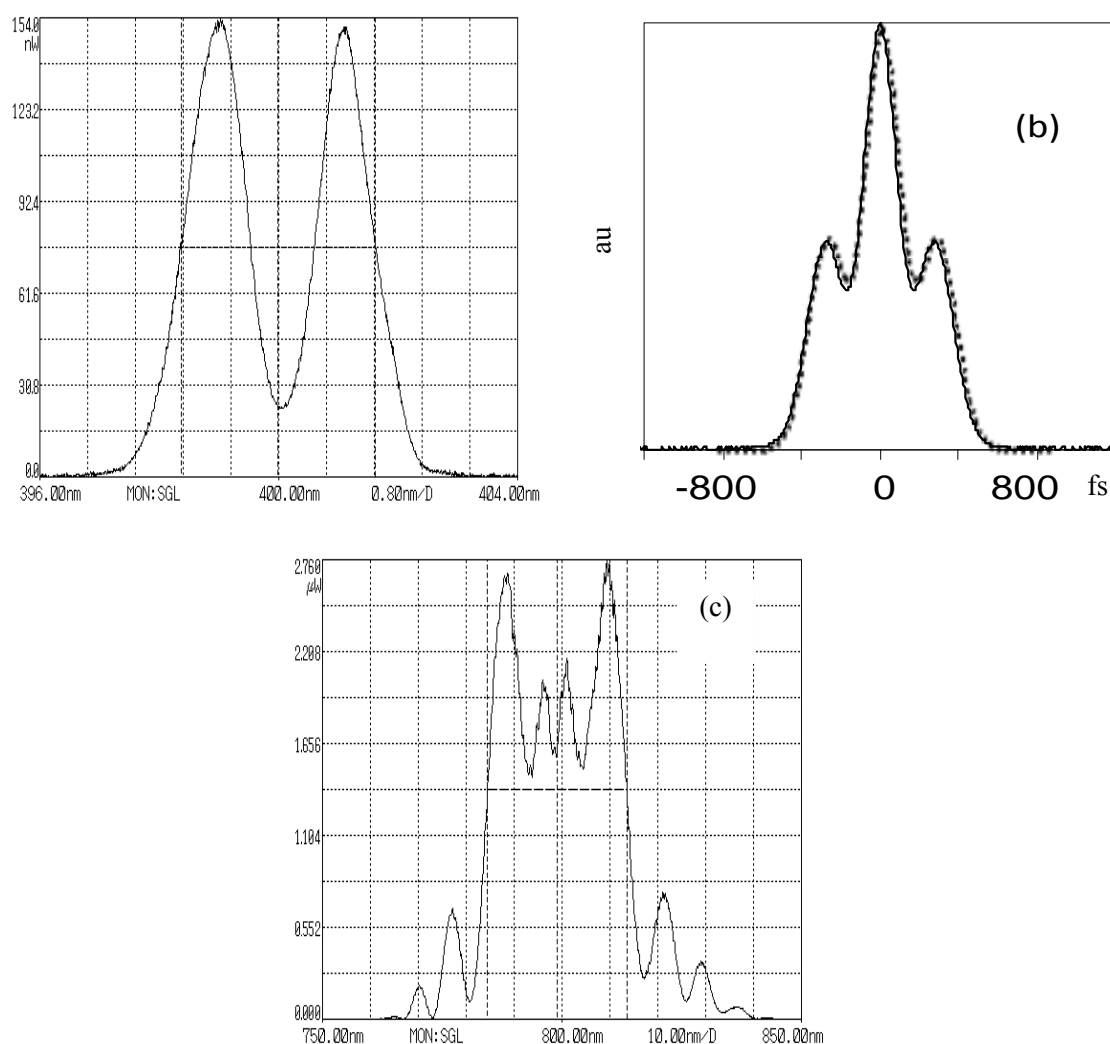 154.0
nW
123.2
92.4
61.6
30.8
0.0
396.00nm MON:SGL 400.00nm 0.80nm/D 404.00nm
(b)
au
-800 0 800 fs
2.760
µW
(c)
2.208
1.656
1.104
0.552
0.000
750.00nm MON:SGL 800.00nm 10.00nm/D 850.00nm